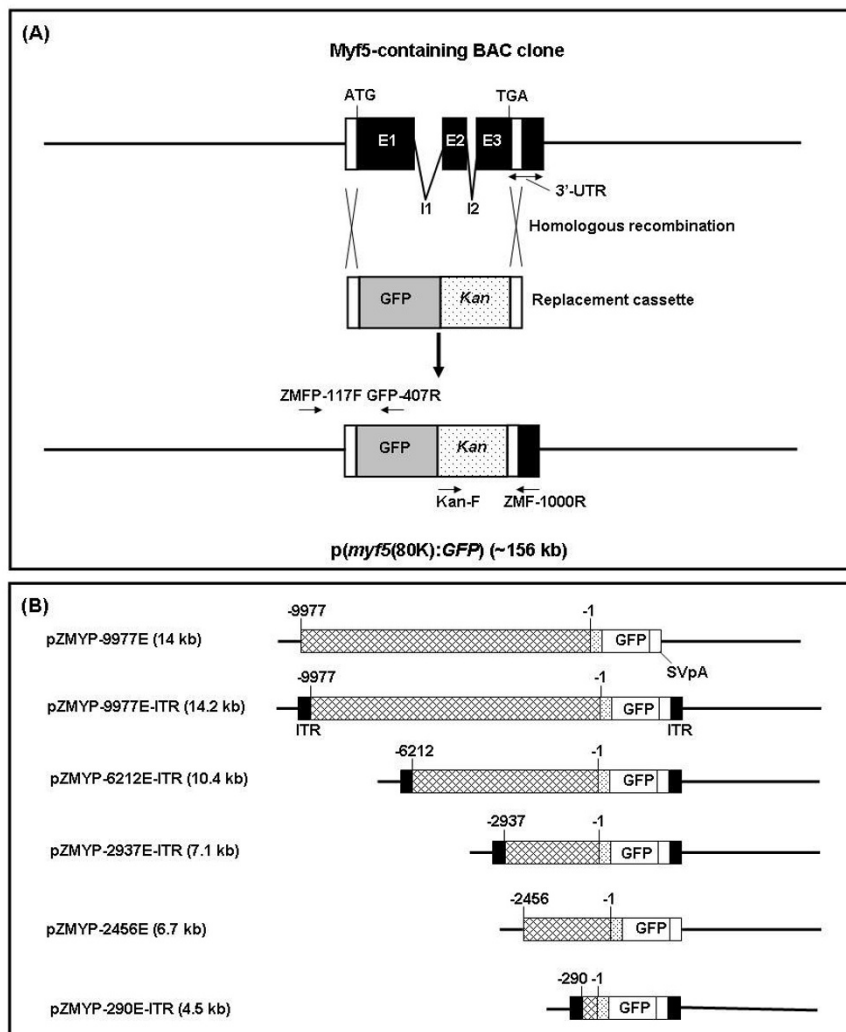 (A)
Myf5-containing BAC clone
ATG TGA
E1 E2 E3
3'-UTR
I1 I2
Homologous recombination
GFP Kan Replacement cassette
ZMFP-117F GFP-407R
GFP Kan
Kan-F ZMF-1000R
p(myf5(80K):GFP) (~156 kb)
(B)
-9977 -1
pZMYP-9977E (14 kb) GFP
SVpA
-9977 -1
pZMYP-9977E-ITR (14.2 kb) GFP
ITR ITR
-6212 -1
pZMYP-6212E-ITR (10.4 kb) GFP
-2937 -1
pZMYP-2937E-ITR (7.1 kb) GFP
-2456 -1
pZMYP-2456E (6.7 kb) GFP
-290 -1
pZMYP-290E-ITR (4.5 kb) GFP